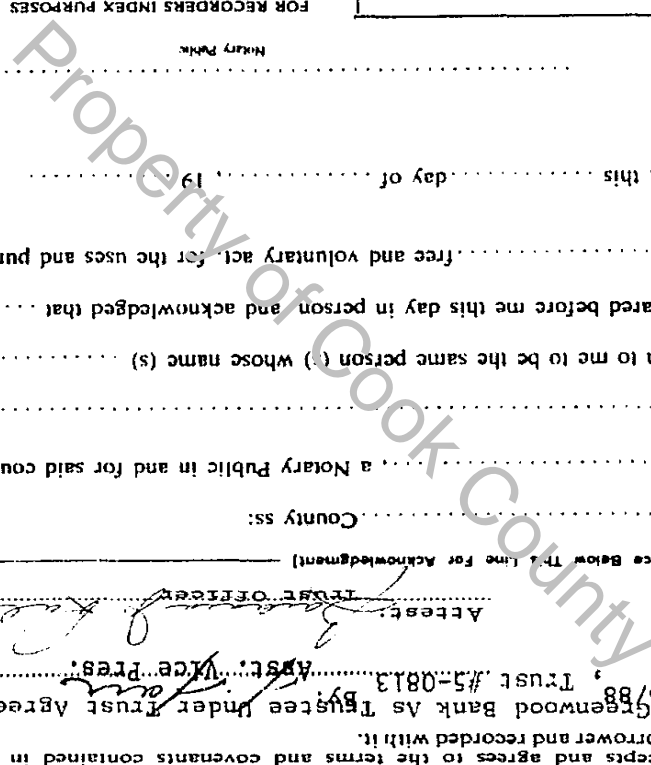 cepts and agrees to the terms and covenants contained in
orrower and recorded with it.
Greenwood Bank As Trustee Under Trust Agree
/88, Trust #5-0813 By:
Asst. Vice Pres.
Attest:
Trust Officer
ce Below This Line For Acknowledgment]
County ss:
, a Notary Public in and for said cou
n to me to be the same person (s) whose name (s)
ared before me this day in person and acknowledged that
free and voluntary act, for the uses and pur
this day of , 19
Notary Public
FOR RECORDERS INDEX PURPOSES
Property of Cook County